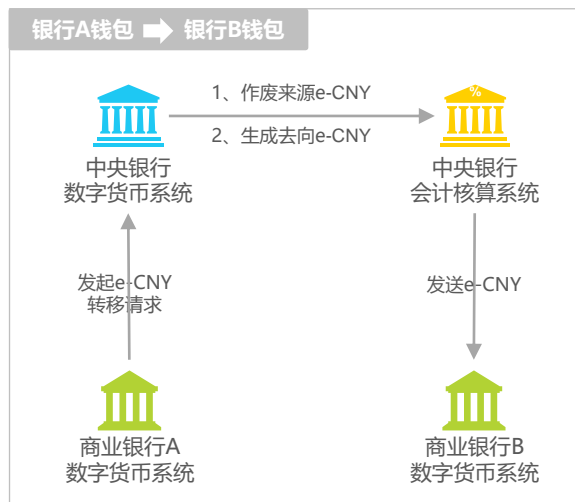 银行A钱包 银行B钱包
1、作废来源e-CNY
2、生成去向e-CNY
%
中央银行
数字货币系统
中央银行
会计核算系统
发起e-CNY
转移请求
发送e-CNY
商业银行A
数字货币系统
商业银行B
数字货币系统